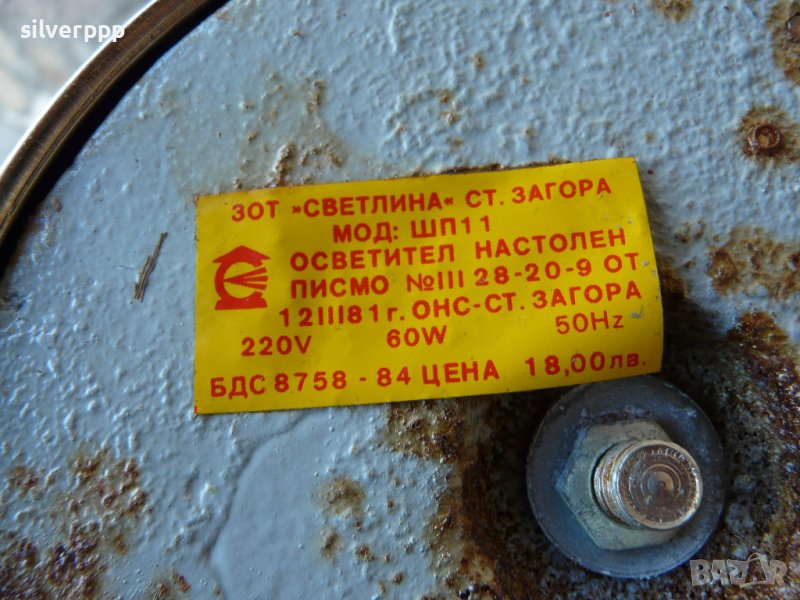 silverppp
ЗОТ »СВЕТЛИНА« СТ. ЗАГОРА
МОД: ШП11
ОСВЕТИТЕЛ НАСТОЛЕН
ПИСМО №III 28-20-9 ОТ
12III81г. ОНС-СТ. ЗАГОРА
220V 60W 50Hz
БДС 8758 - 84 ЦЕНА 18,00лв.
BAZAR